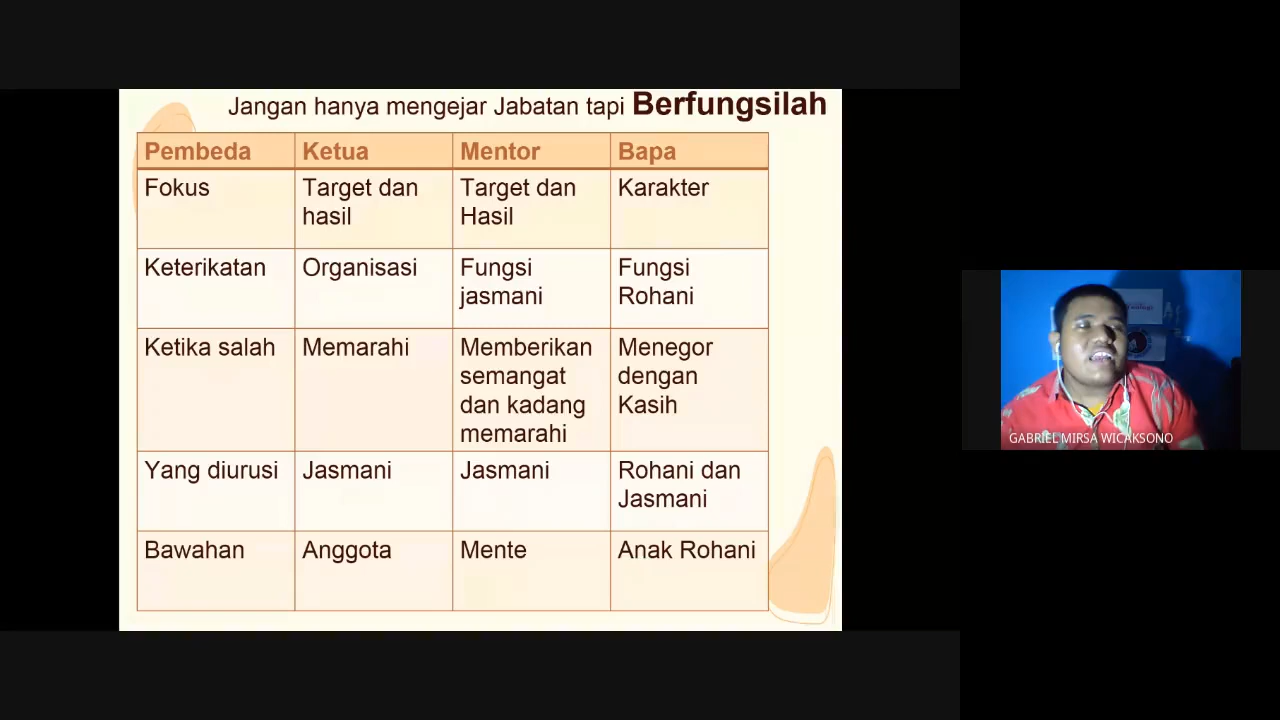 Jangan hanya mengejar Jabatan tapi Berfungsilah
Pembeda Ketua Mentor Bapa
Fokus Target dan hasil Target dan Hasil Karakter
Keterikatan Organisasi Fungsi jasmani Fungsi Rohani
Ketika salah Memarahi Memberikan semangat dan kadang memarahi Menegor dengan Kasih
Yang diurusi Jasmani Jasmani Rohani dan Jasmani
Bawahan Anggota Mente Anak Rohani
GABRIEL MIRSA WICAKSONO